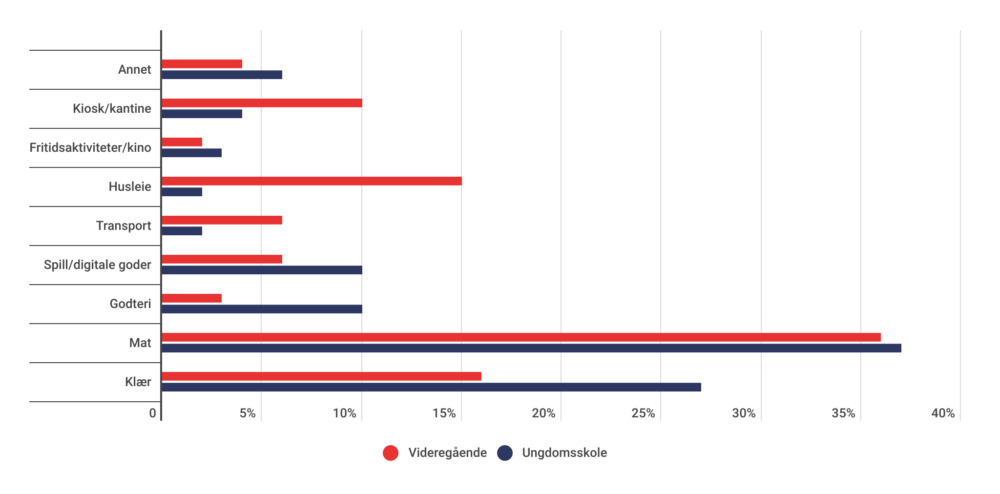 Annet
Kiosk/kantine
Fritidsaktiviteter/kino
Husleie
Transport
Spill/digitale goder
Godteri
Mat
Klær
0 5% 10% 15% 20% 25% 30% 35% 40%
Videregående Ungdomsskole